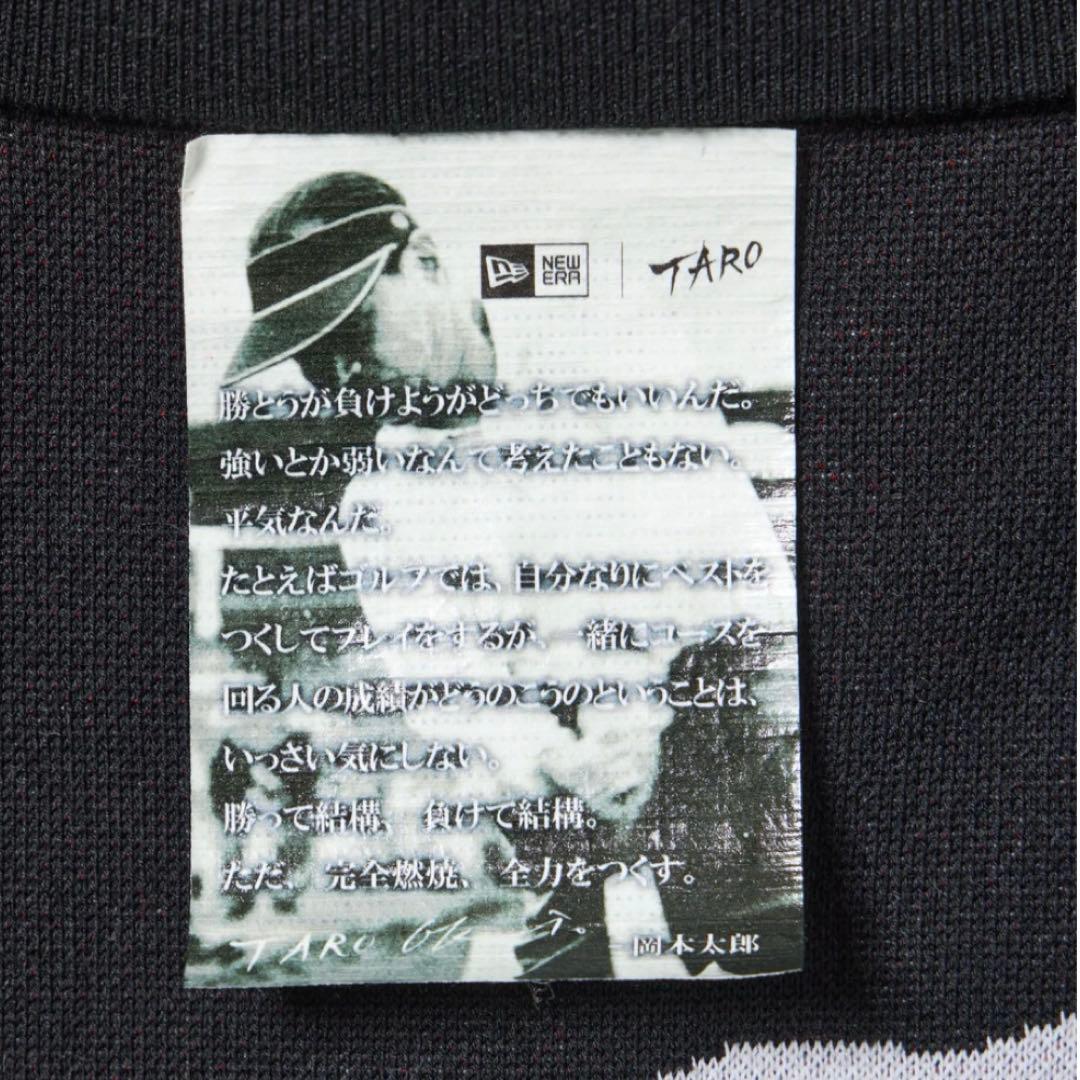 NEW ERA
TARO
勝とうが負けようがどっちでもいいんだ。
強いとか弱いなんて考えたこともない。
平気なんだ。
たとえばゴルフでは、自分なりにベストを
つくしてプレイをするが、一緒にコースを
回る人の成績がどうのこうのということは、
いっさい気にしない。
勝って結構、負けて結構。
ただ、完全燃焼、全力をつくす。
TARO
岡本太郎